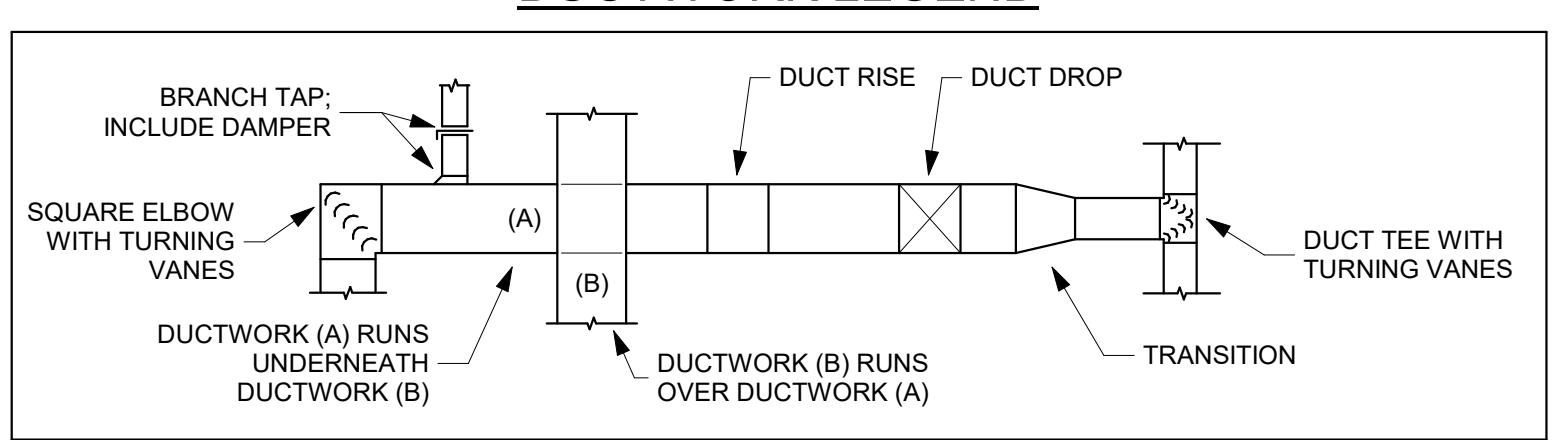 BRANCH TAP;
INCLUDE DAMPER
DUCT RISE
DUCT DROP
SQUARE ELBOW
WITH TURNING
VANES
(A)
(B)
DUCT TEE WITH
TURNING VANES
DUCTWORK (A) RUNS
UNDERNEATH
DUCTWORK (B)
DUCTWORK (B) RUNS
OVER DUCTWORK (A)
TRANSITION